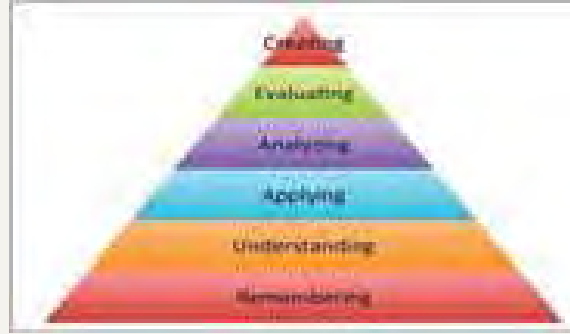 Creating
Evaluating
Analyzing
Applying
Understanding
Remembering